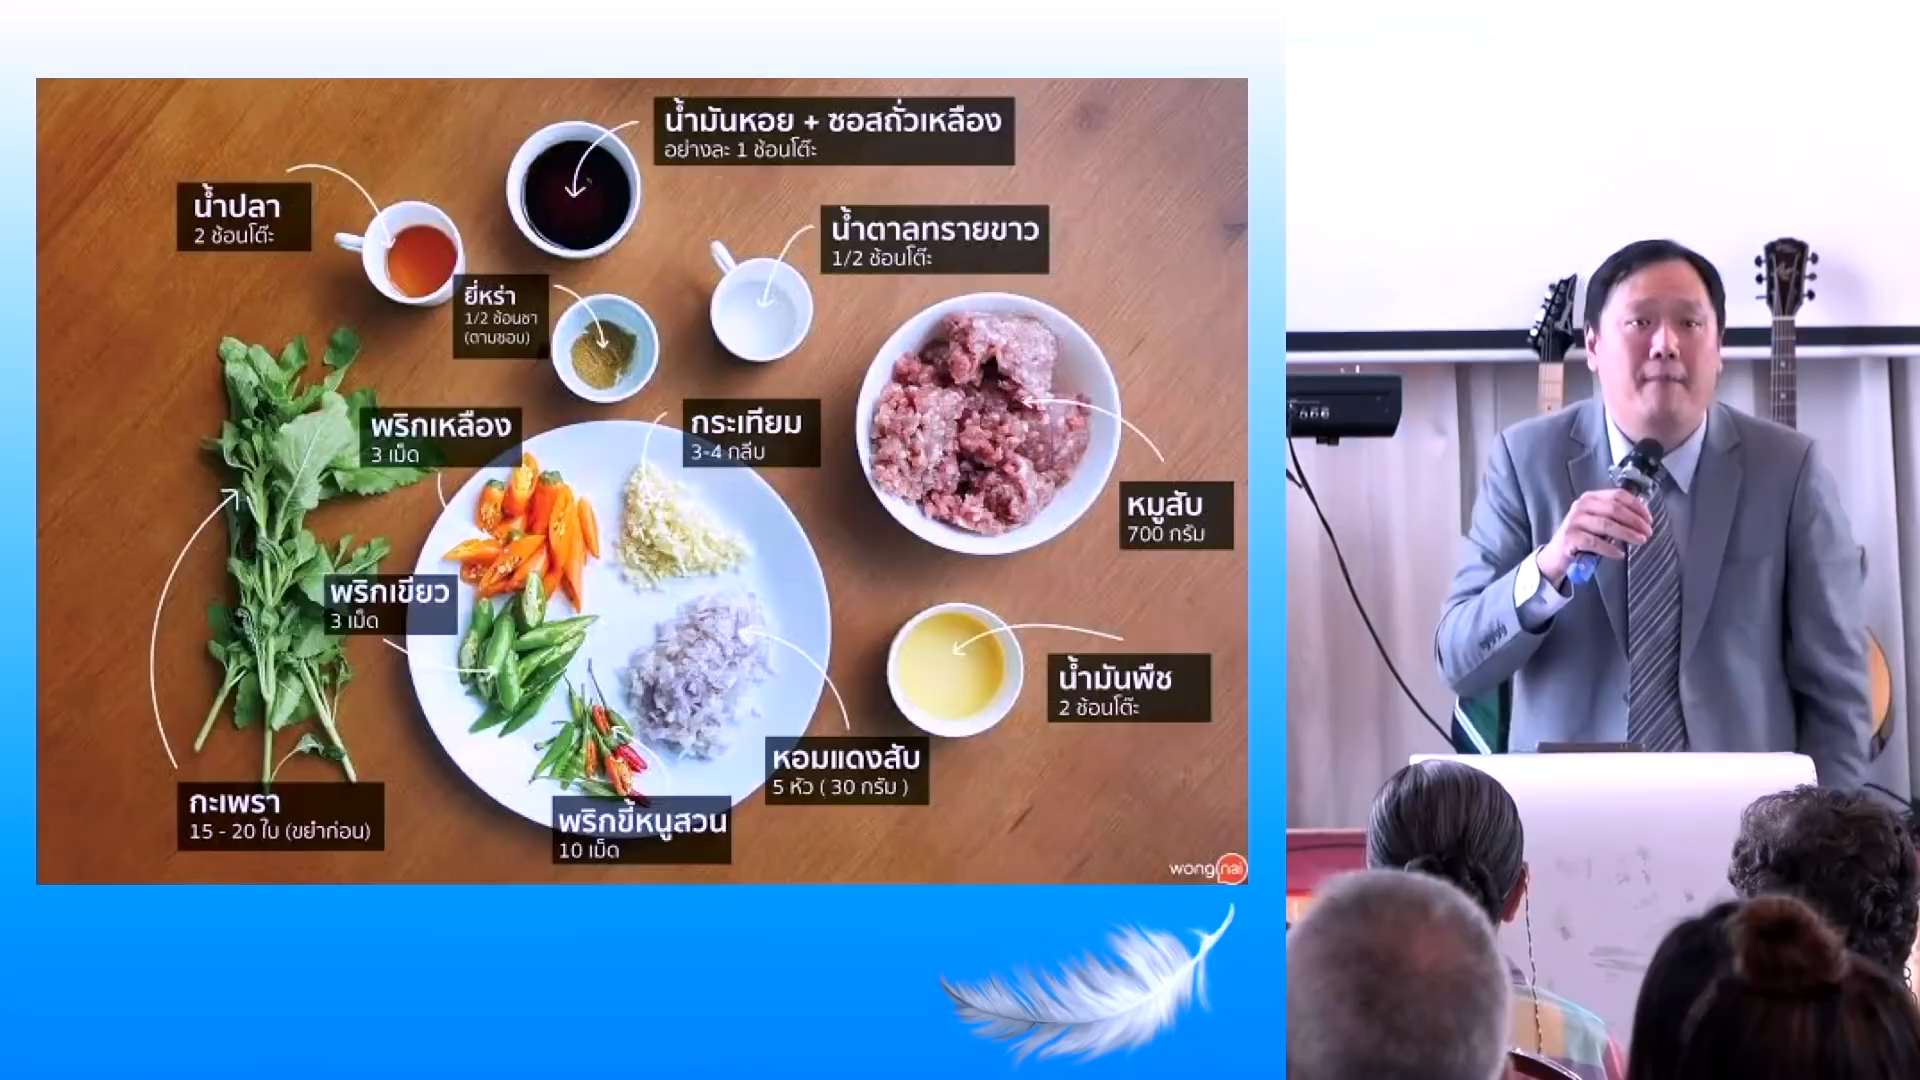 น้ำมันหอย + ซอสถั่วเหลือง
อย่างละ 1 ช้อนโต๊ะ
น้ำปลา
2 ช้อนโต๊ะ
น้ำตาลทรายขาว
1/2 ช้อนโต๊ะ
ยี่หร่า
1/2 ช้อนชา
(ตามชอบ)
พริกเหลือง
3 เม็ด
กระเทียม
3-4 กลีบ
หมูสับ
700 กรัม
พริกเขียว
3 เม็ด
น้ำมันพืช
2 ช้อนโต๊ะ
หอมแดงสับ
5 หัว ( 30 กรัม )
กะเพรา
15 - 20 ใบ (ขยำก่อน)
พริกขี้หนูสวน
10 เม็ด
wongnai